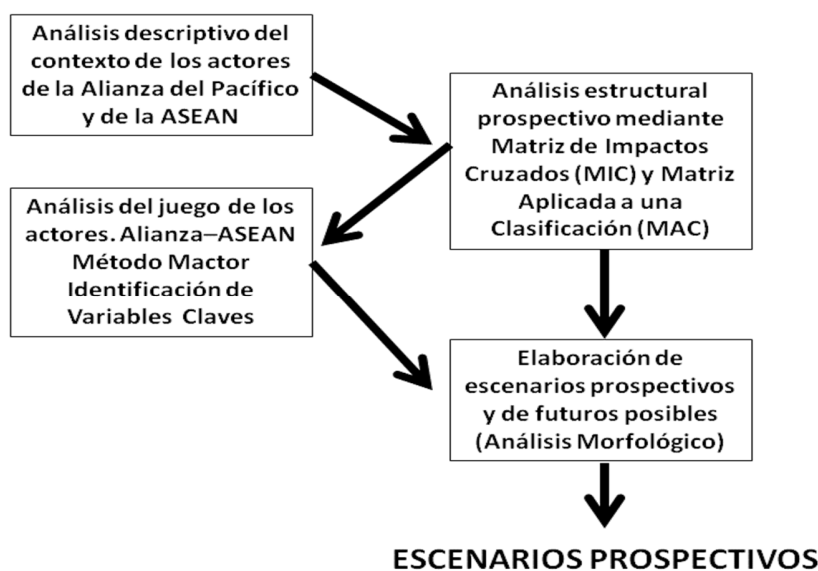 Análisis descriptivo del
contexto de los actores
de la Alianza del Pacífico
y de la ASEAN
Análisis estructural
prospectivo mediante
Matriz de Impactos
Cruzados (MIC) y Matriz
Aplicada a una
Clasificación (MAC)
Análisis del juego de los
actores. Alianza–ASEAN
Método Mactor
Identificación de
Variables Claves
Elaboración de
escenarios prospectivos
y de futuros posibles
(Análisis Morfológico)
ESCENARIOS PROSPECTIVOS